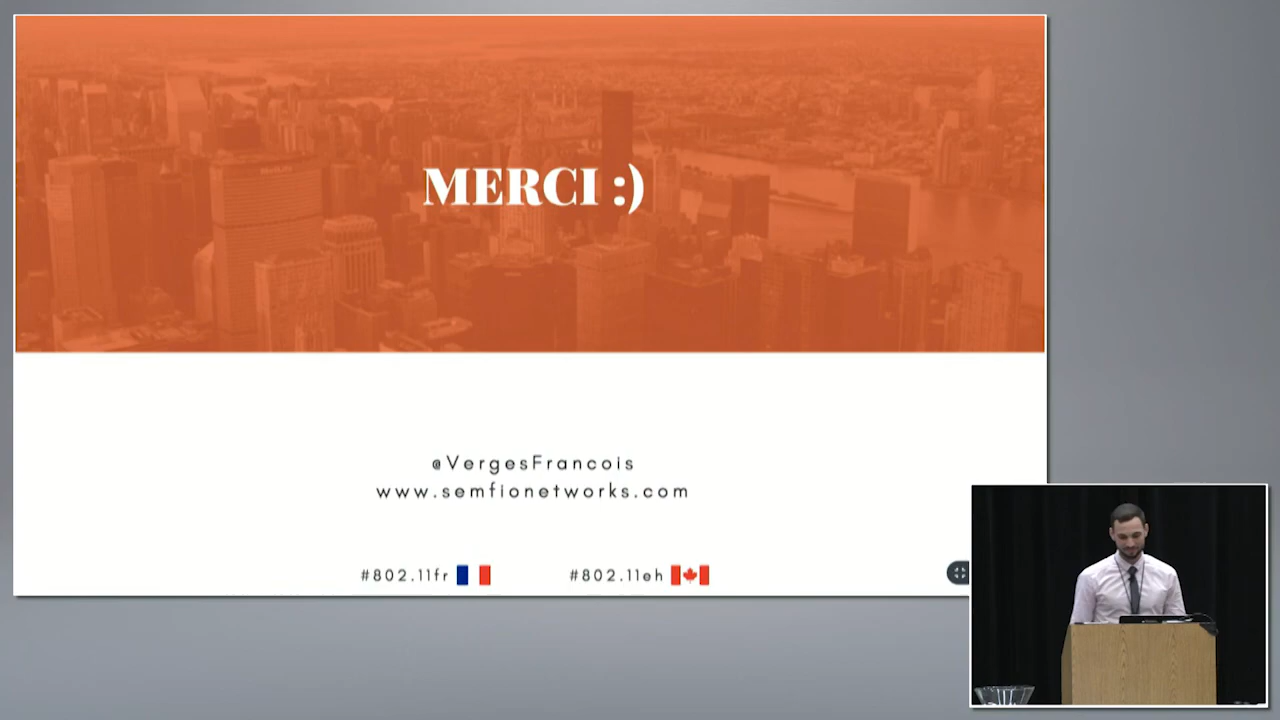 MERCI :)
@VergesFrancois
www.semfionetworks.com
#802.11fr
#802.11eh